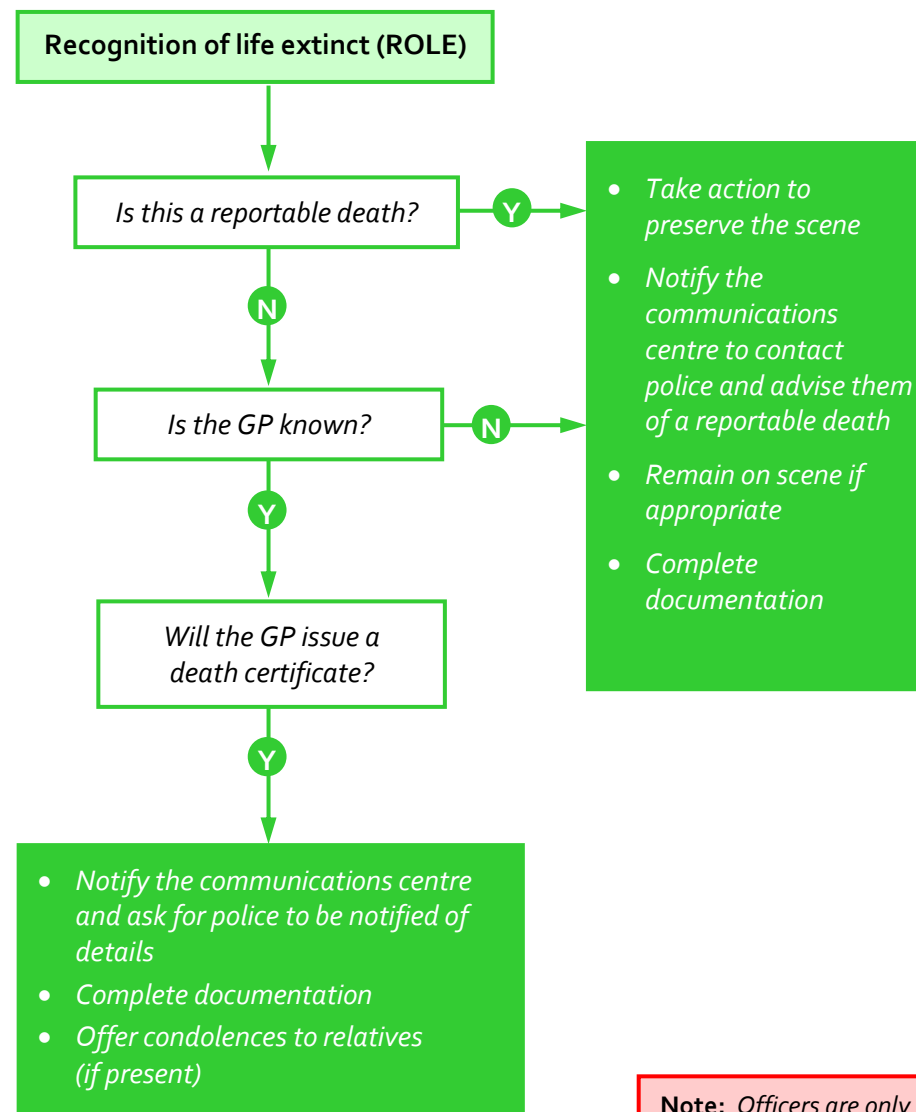 Recognition of life extinct (ROLE)
Is this a reportable death?
Y
• Take action to
preserve the scene
• Notify the
communications
centre to contact
police and advise them
of a reportable death
• Remain on scene if
appropriate
• Complete
documentation
N
Is the GP known?
N
Y
Will the GP issue a
death certificate?
Y
• Notify the communications centre
and ask for police to be notified of
details
• Complete documentation
• Offer condolences to relatives
(if present)
Note: Officers are only